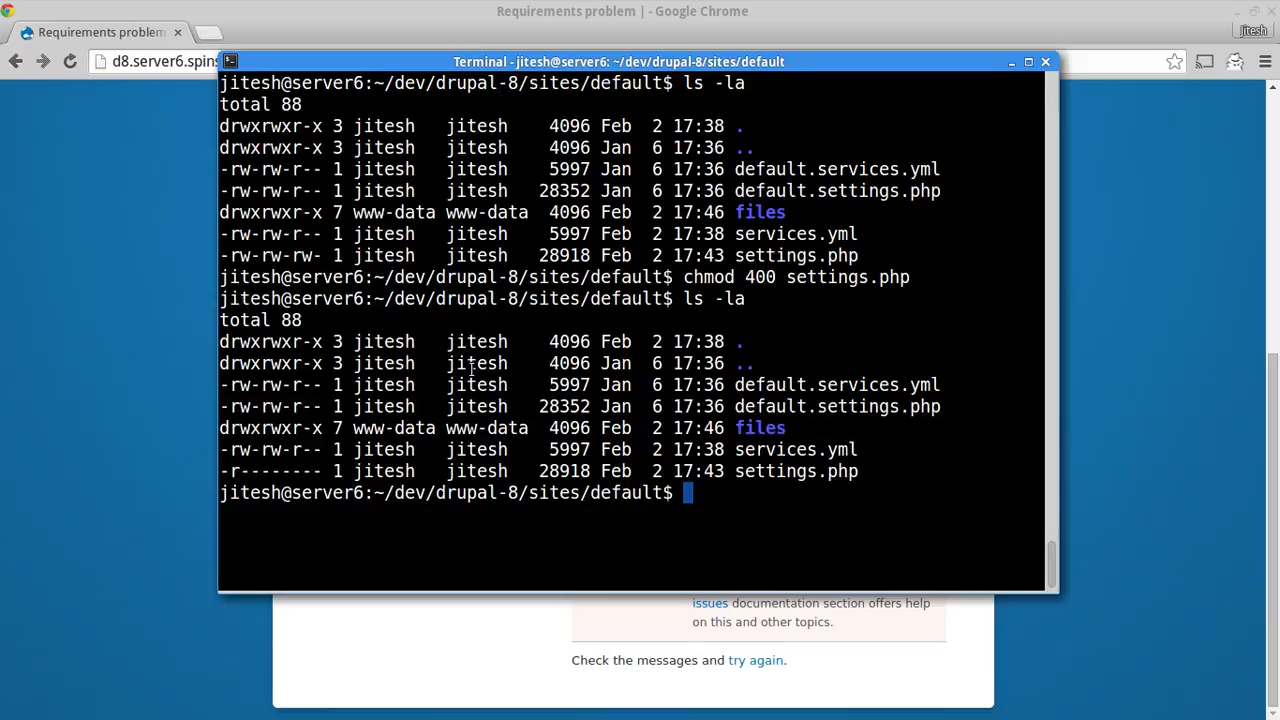 Requirements problem | - Google Chrome
Requirements problem
jitesh
d8.server6.spins
Terminal - jitesh@server6: ~/dev/drupal-8/sites/default
jitesh@server6:~/dev/drupal-8/sites/default$ ls -la
total 88
drwxrwxr-x 3 jitesh   jitesh    4096 Feb  2 17:38 .
drwxrwxr-x 3 jitesh   jitesh    4096 Jan  6 17:36 ..
-rw-rw-r-- 1 jitesh   jitesh    5997 Jan  6 17:36 default.services.yml
-rw-rw-r-- 1 jitesh   jitesh   28352 Jan  6 17:36 default.settings.php
drwxrwxr-x 7 www-data www-data  4096 Feb  2 17:46 files
-rw-rw-r-- 1 jitesh   jitesh    5997 Feb  2 17:38 services.yml
-rw-rw-rw- 1 jitesh   jitesh   28918 Feb  2 17:43 settings.php
jitesh@server6:~/dev/drupal-8/sites/default$ chmod 400 settings.php
jitesh@server6:~/dev/drupal-8/sites/default$ ls -la
total 88
drwxrwxr-x 3 jitesh   jitesh    4096 Feb  2 17:38 .
drwxrwxr-x 3 jitesh   jitesh    4096 Jan  6 17:36 ..
-rw-rw-r-- 1 jitesh   jitesh    5997 Jan  6 17:36 default.services.yml
-rw-rw-r-- 1 jitesh   jitesh   28352 Jan  6 17:36 default.settings.php
drwxrwxr-x 7 www-data www-data  4096 Feb  2 17:46 files
-rw-rw-r-- 1 jitesh   jitesh    5997 Feb  2 17:38 services.yml
-r-------- 1 jitesh   jitesh   28918 Feb  2 17:43 settings.php
jitesh@server6:~/dev/drupal-8/sites/default$
issues documentation section offers help
on this and other topics.
Check the messages and try again.